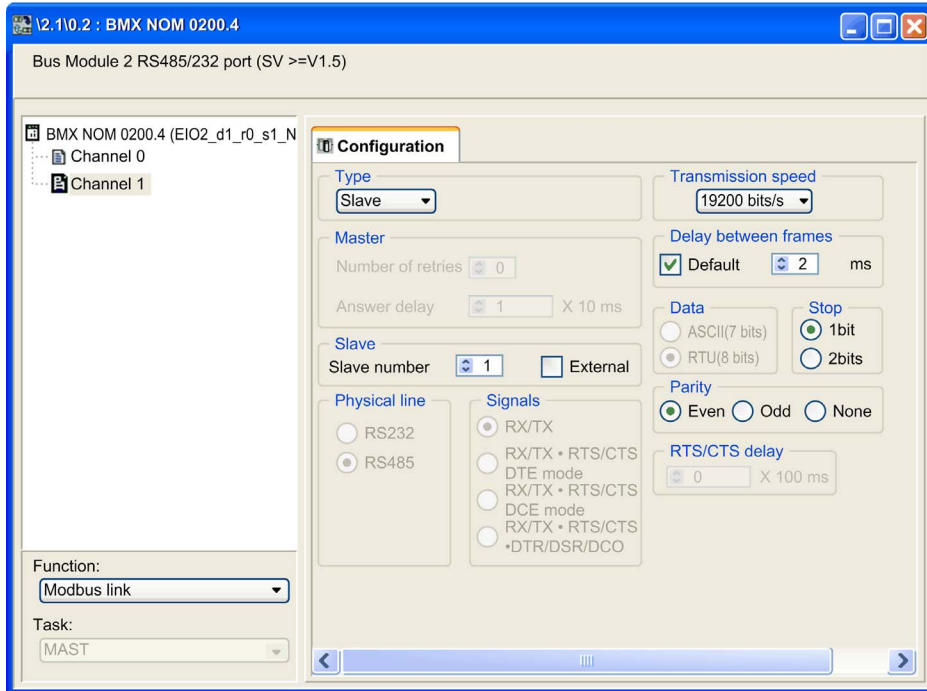 \2.1\0.2 : BMX NOM 0200.4
Bus Module 2 RS485/232 port (SV >=V1.5)
BMX NOM 0200.4 (EIO2_d1_r0_s1_N
Channel 0
Channel 1
Function:
Modbus link
Task:
MAST
Configuration
Type
Slave
Master
Number of retries 0
Answer delay 1 X 10 ms
Slave
Slave number 1 External
Physical line
RS232
RS485
Signals
RX/TX
RX/TX • RTS/CTS
DTE mode
RX/TX • RTS/CTS
DCE mode
RX/TX • RTS/CTS
•DTR/DSR/DCO
Transmission speed
19200 bits/s
Delay between frames
Default 2 ms
Data
ASCII(7 bits)
RTU(8 bits)
Stop
1bit
2bits
Parity
Even Odd None
RTS/CTS delay
0 X 100 ms